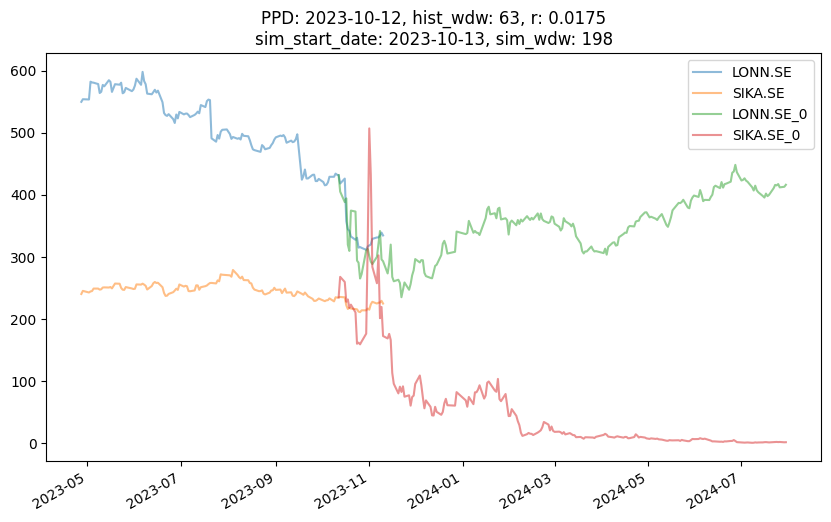 PPD: 2023-10-12, hist_wdw: 63, r: 0.0175
sim_start_date: 2023-10-13, sim_wdw: 198
LONN.SE
SIKA.SE
LONN.SE_0
SIKA.SE_0
600
500
400
300
200
100
0
2023-05
2023-07
2023-09
2023-11
2024-01
2024-03
2024-05
2024-07